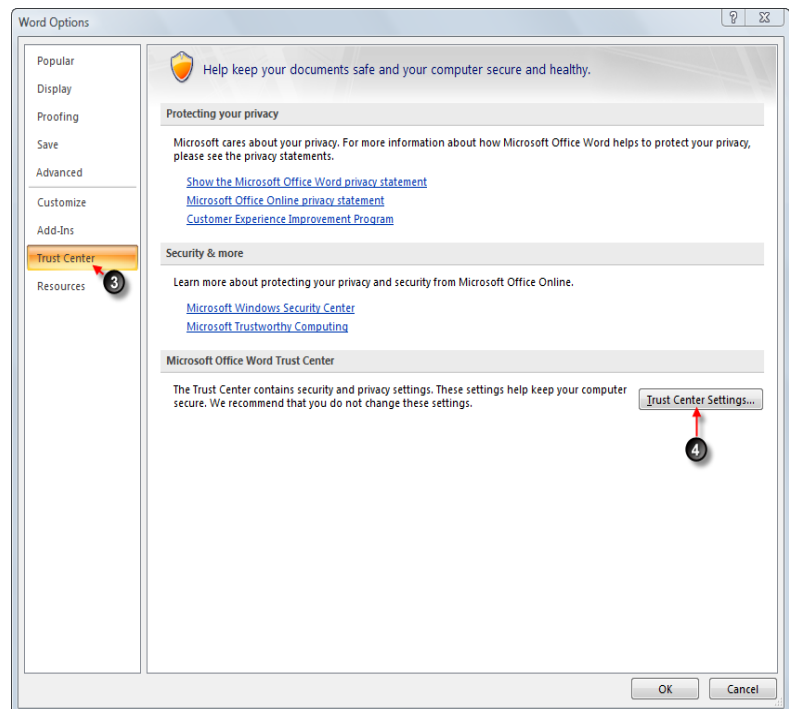 Word Options
Popular
Display
Proofing
Save
Advanced
Customize
Add-Ins
Trust Center
Resources
3
Help keep your documents safe and your computer secure and healthy.
Protecting your privacy
Microsoft cares about your privacy. For more information about how Microsoft Office Word helps to protect your privacy,
please see the privacy statements.
Show the Microsoft Office Word privacy statement
Microsoft Office Online privacy statement
Customer Experience Improvement Program
Security & more
Learn more about protecting your privacy and security from Microsoft Office Online.
Microsoft Windows Security Center
Microsoft Trustworthy Computing
Microsoft Office Word Trust Center
The Trust Center contains security and privacy settings. These settings help keep your computer
secure. We recommend that you do not change these settings.
Trust Center Settings...
4
OK
Cancel